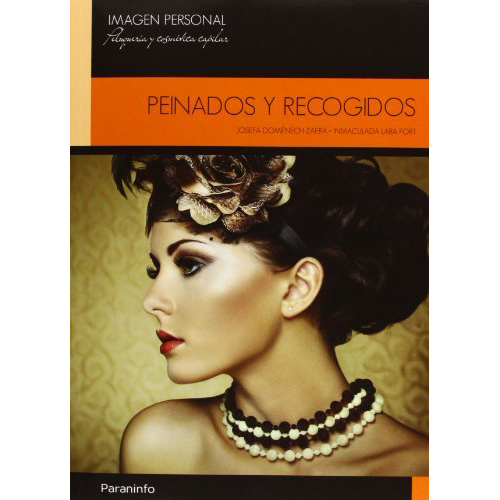 IMAGEN PERSONAL
Peluquería y cosmética capilar
PEINADOS Y RECOGIDOS
JOSEFA DOMÉNECH ZAERA • INMACULADA LARA FORT
Paraninfo